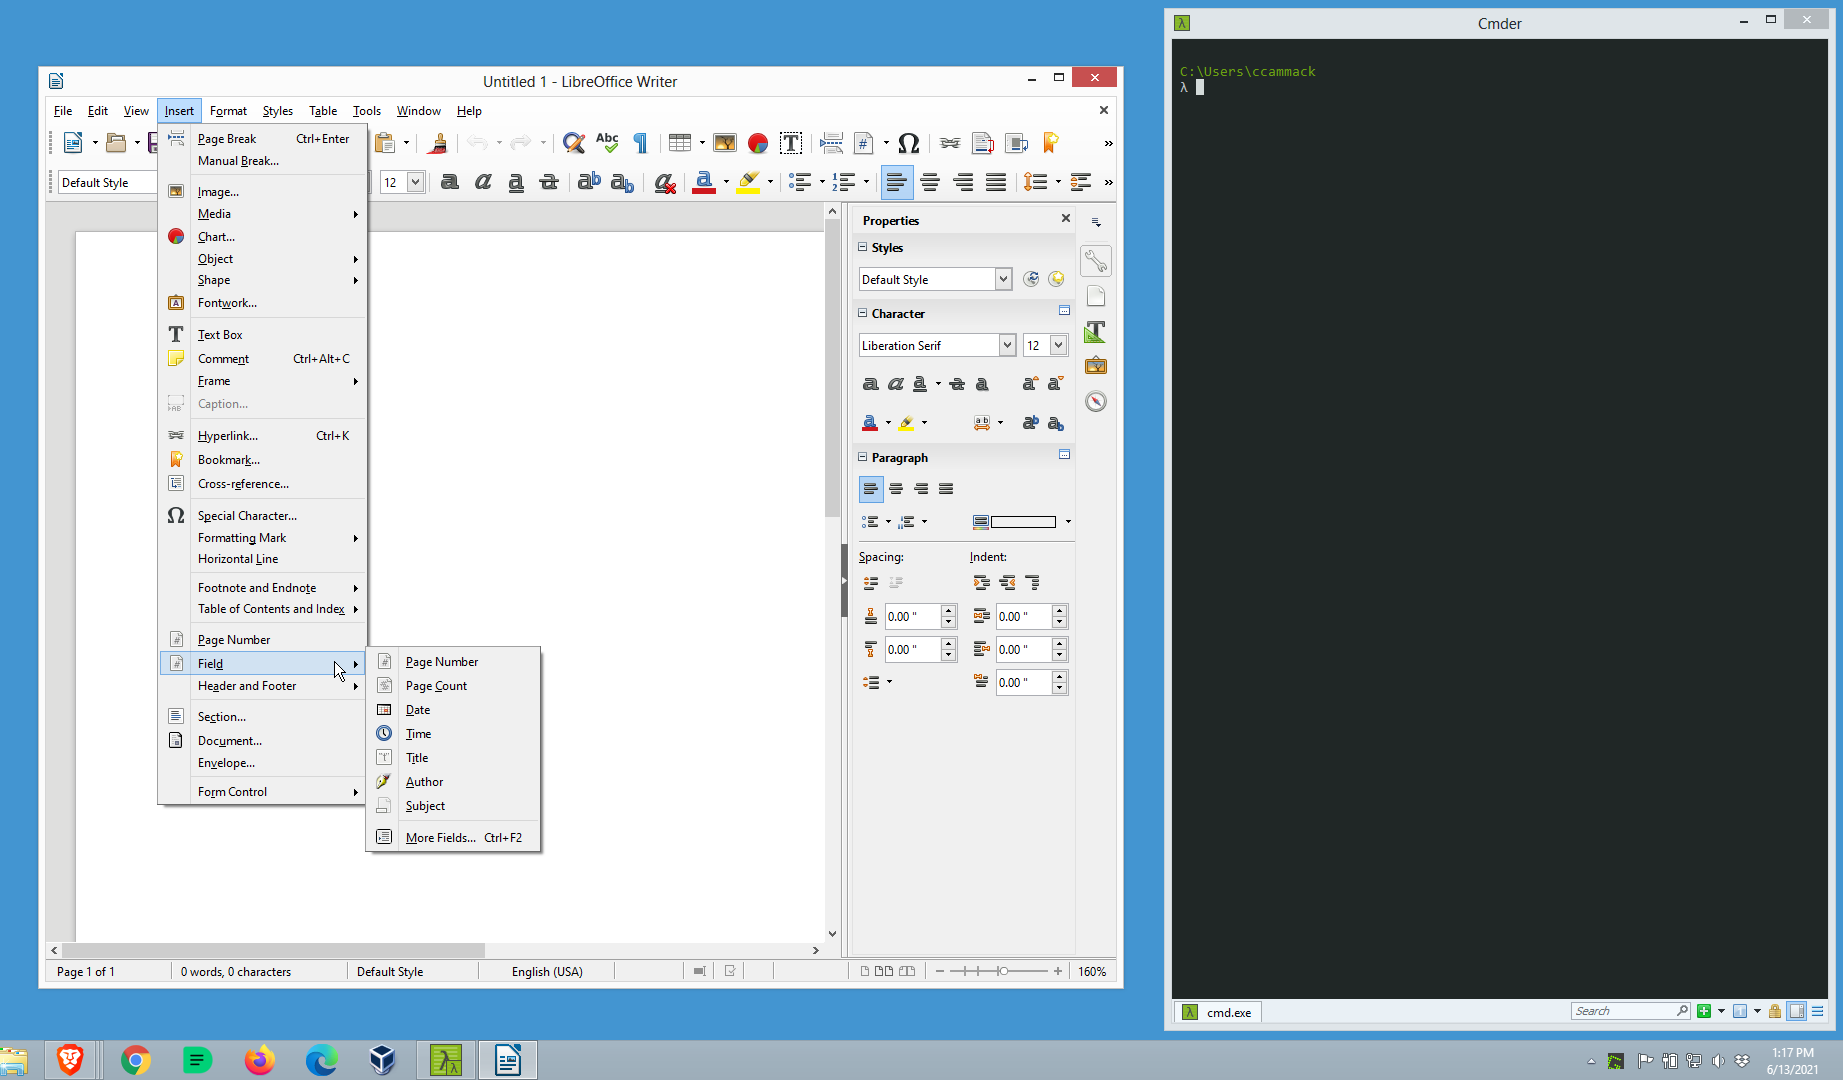 Untitled 1 - LibreOffice Writer
File Edit View Insert Format Styles Table Tools Window Help
Default Style
12
Page Break Ctrl+Enter
Manual Break...
Image...
Media
Chart...
Object
Shape
Fontwork...
Text Box
Comment Ctrl+Alt+C
Frame
Caption...
Hyperlink... Ctrl+K
Bookmark...
Cross-reference...
Special Character...
Formatting Mark
Horizontal Line
Footnote and Endnote
Table of Contents and Index
Page Number
Field
Header and Footer
Section...
Document...
Envelope...
Form Control
Page Number
Page Count
Date
Time
Title
Author
Subject
More Fields... Ctrl+F2
Properties
Styles
Default Style
Character
Liberation Serif 12
Paragraph
Spacing: Indent:
0.00 " 0.00 "
0.00 " 0.00 "
0.00 "
Page 1 of 1 0 words, 0 characters Default Style English (USA) 160%
Cmder
C:\Users\ccammack
λ
cmd.exe
Search
1:17 PM
6/13/2021